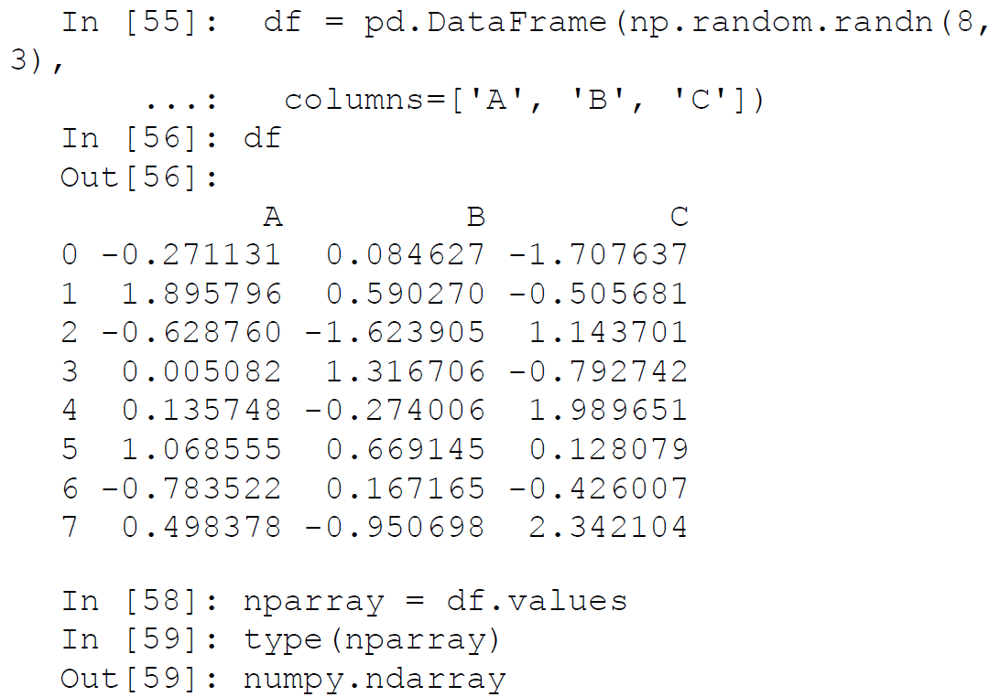 In [55]:  df = pd.DataFrame(np.random.randn(8,
3),
...:   columns=['A', 'B', 'C'])
In [56]: df
Out[56]:
A         B         C
0 -0.271131  0.084627 -1.707637
1  1.895796  0.590270 -0.505681
2 -0.628760 -1.623905  1.143701
3  0.005082  1.316706 -0.792742
4  0.135748 -0.274006  1.989651
5  1.068555  0.669145  0.128079
6 -0.783522  0.167165 -0.426007
7  0.498378 -0.950698  2.342104
In [58]: nparray = df.values
In [59]: type(nparray)
Out[59]: numpy.ndarray